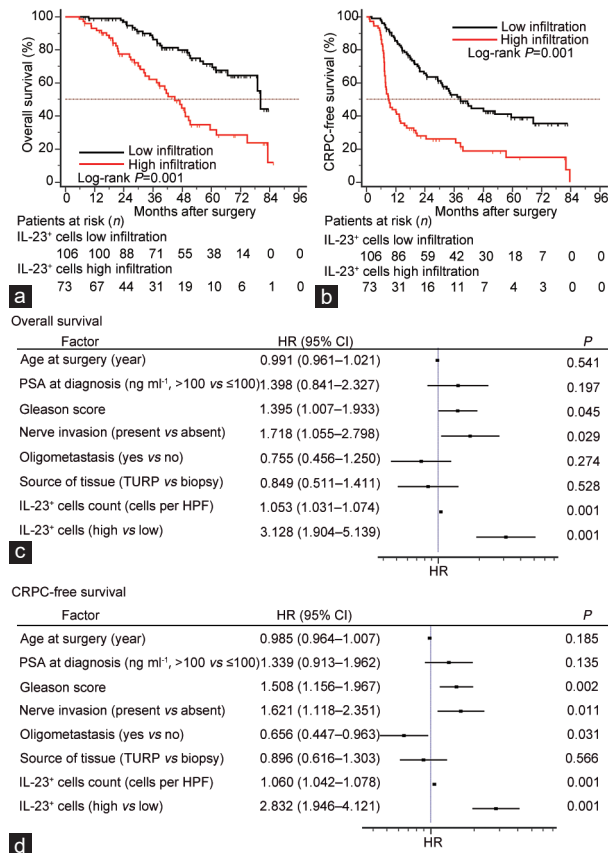 a
100
80
60
40
20
0
Overall survival (%)
Low infiltration
High infiltration
Log-rank P=0.001
0 12 24 36 48 60 72 84 96
Months after surgery
Patients at risk (n)
IL-23⁺ cells low infiltration
106 100 88 71 55 38 14 0 0
IL-23⁺ cells high infiltration
73 67 44 31 19 10 6 1 0
b
100
80
60
40
20
0
CRPC-free survival (%)
Low infiltration
High infiltration
Log-rank P=0.001
0 12 24 36 48 60 72 84 96
Months after surgery
Patients at risk (n)
IL-23⁺ cells low infiltration
106 86 59 42 30 18 7 0 0
IL-23⁺ cells high infiltration
73 31 16 11 7 4 3 0 0
Overall survival
Factor HR (95% CI) P
Age at surgery (year) 0.991 (0.961–1.021) 0.541
PSA at diagnosis (ng ml⁻¹, >100 vs ≤100) 1.398 (0.841–2.327) 0.197
Gleason score 1.395 (1.007–1.933) 0.045
Nerve invasion (present vs absent) 1.718 (1.055–2.798) 0.029
Oligometastasis (yes vs no) 0.755 (0.456–1.250) 0.274
Source of tissue (TURP vs biopsy) 0.849 (0.511–1.411) 0.528
IL-23⁺ cells count (cells per HPF) 1.053 (1.031–1.074) 0.001
IL-23⁺ cells (high vs low) 3.128 (1.904–5.139) 0.001
c
HR
CRPC-free survival
Factor HR (95% CI) P
Age at surgery (year) 0.985 (0.964–1.007) 0.185
PSA at diagnosis (ng ml⁻¹, >100 vs ≤100) 1.339 (0.913–1.962) 0.135
Gleason score 1.508 (1.156–1.967) 0.002
Nerve invasion (present vs absent) 1.621 (1.118–2.351) 0.011
Oligometastasis (yes vs no) 0.656 (0.447–0.963) 0.031
Source of tissue (TURP vs biopsy) 0.896 (0.616–1.303) 0.566
IL-23⁺ cells count (cells per HPF) 1.060 (1.042–1.078) 0.001
IL-23⁺ cells (high vs low) 2.832 (1.946–4.121) 0.001
d
HR